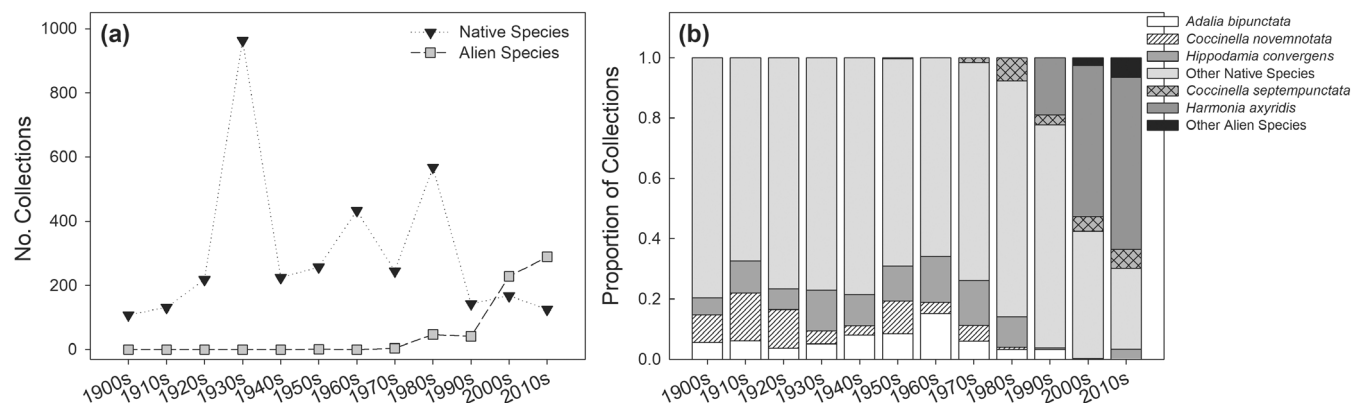 (a)
Native Species
Alien Species
No. Collections
1000
800
600
400
200
0
1900s
1910s
1920s
1930s
1940s
1950s
1960s
1970s
1980s
1990s
2000s
2010s
(b)
Adalia bipunctata
Coccinella novemnotata
Hippodamia convergens
Other Native Species
Coccinella septempunctata
Harmonia axyridis
Other Alien Species
Proportion of Collections
1.0
0.8
0.6
0.4
0.2
0.0
1900s
1910s
1920s
1930s
1940s
1950s
1960s
1970s
1980s
1990s
2000s
2010s